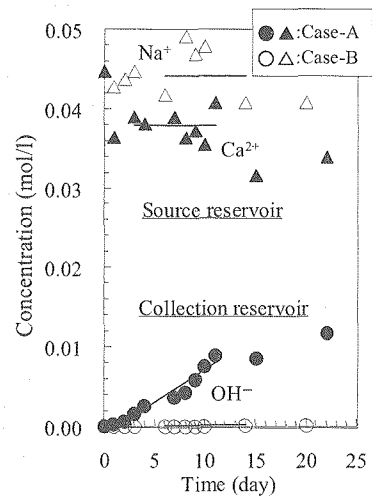 ●▲:Case-A
○△:Case-B
Na⁺
Ca²⁺
Source reservoir
Collection reservoir
OH⁻
Concentration (mol/l)
0.05
0.04
0.03
0.02
0.01
0.00
0 5 10 15 20 25
Time (day)